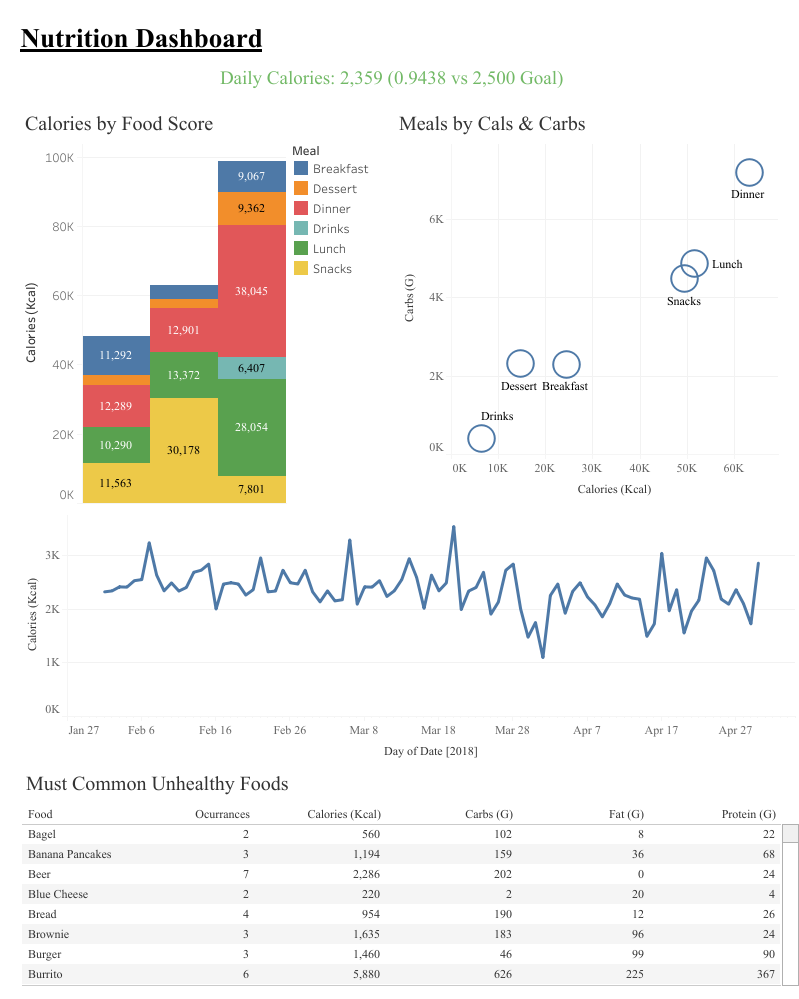 Nutrition Dashboard
Daily Calories: 2,359 (0.9438 vs 2,500 Goal)
Calories by Food Score
Calories (Kcal)
100K
80K
60K
40K
20K
0K
11,292
12,289
10,290
11,563
12,901
13,372
30,178
9,067
9,362
38,045
6,407
28,054
7,801
Meal
Breakfast
Dessert
Dinner
Drinks
Lunch
Snacks
Meals by Cals & Carbs
Carbs (G)
6K
4K
2K
0K
Dinner
Lunch
Snacks
Dessert
Breakfast
Drinks
0K 10K 20K 30K 40K 50K 60K
Calories (Kcal)
Calories (Kcal)
3K
2K
1K
0K
Jan 27 Feb 6 Feb 16 Feb 26 Mar 8 Mar 18 Mar 28 Apr 7 Apr 17 Apr 27
Day of Date [2018]
Must Common Unhealthy Foods
Food Ocurrances Calories (Kcal) Carbs (G) Fat (G) Protein (G)
Bagel 2 560 102 8 22
Banana Pancakes 3 1,194 159 36 68
Beer 7 2,286 202 0 24
Blue Cheese 2 220 2 20 4
Bread 4 954 190 12 26
Brownie 3 1,635 183 96 24
Burger 3 1,460 46 99 90
Burrito 6 5,880 626 225 367